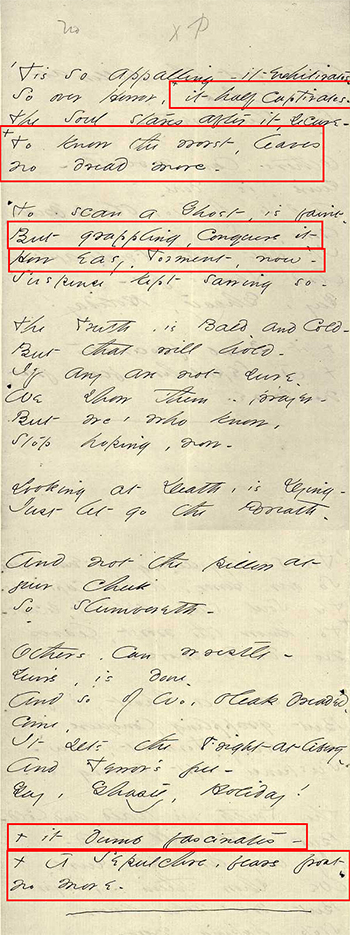 no x P
'Tis so appalling - it exhilarates -
So over Horror, + it half captivates -
The Soul stares after it, secure -
+ To know the worst, leaves
no dread more -
To scan a Ghost, is faint -
But grappling, conquers it -
How easy, Torment, now -
Suspense kept sawing so -
The Truth, is Bald and Cold -
But that will hold -
If any are not sure -
We show them - prayer -
But we, who know,
Stop hoping, now -
Looking at Death, is Dying -
Just let go the Breath -
And not the pillow at
your Cheek
So Slumbereth -
Others, Can wrestle -
Yours, is done
And so of Wo, bleak dreaded -
come,
It sets the Fright at liberty -
And Terror's free -
Gay, Ghastly, Holiday!
+ it dumb fascinates -
+ A Sepulchre, fears frost
no more -